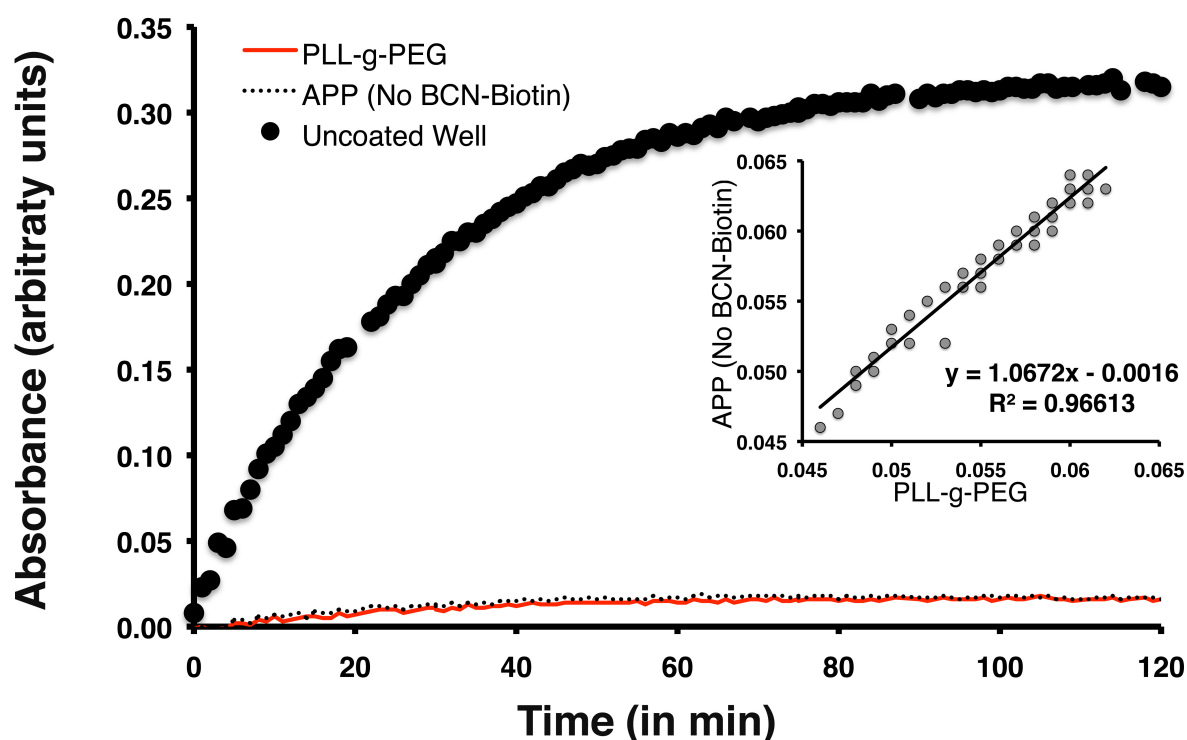 Absorbance (arbitraty units)
0.35
0.30
0.25
0.20
0.15
0.10
0.05
0.00
PLL-g-PEG
APP (No BCN-Biotin)
Uncoated Well
APP (No BCN-Biotin)
0.065
0.060
0.055
0.050
0.045
y = 1.0672x - 0.0016
R² = 0.96613
0.045 0.05 0.055 0.06 0.065
PLL-g-PEG
0 20 40 60 80 100 120
Time (in min)